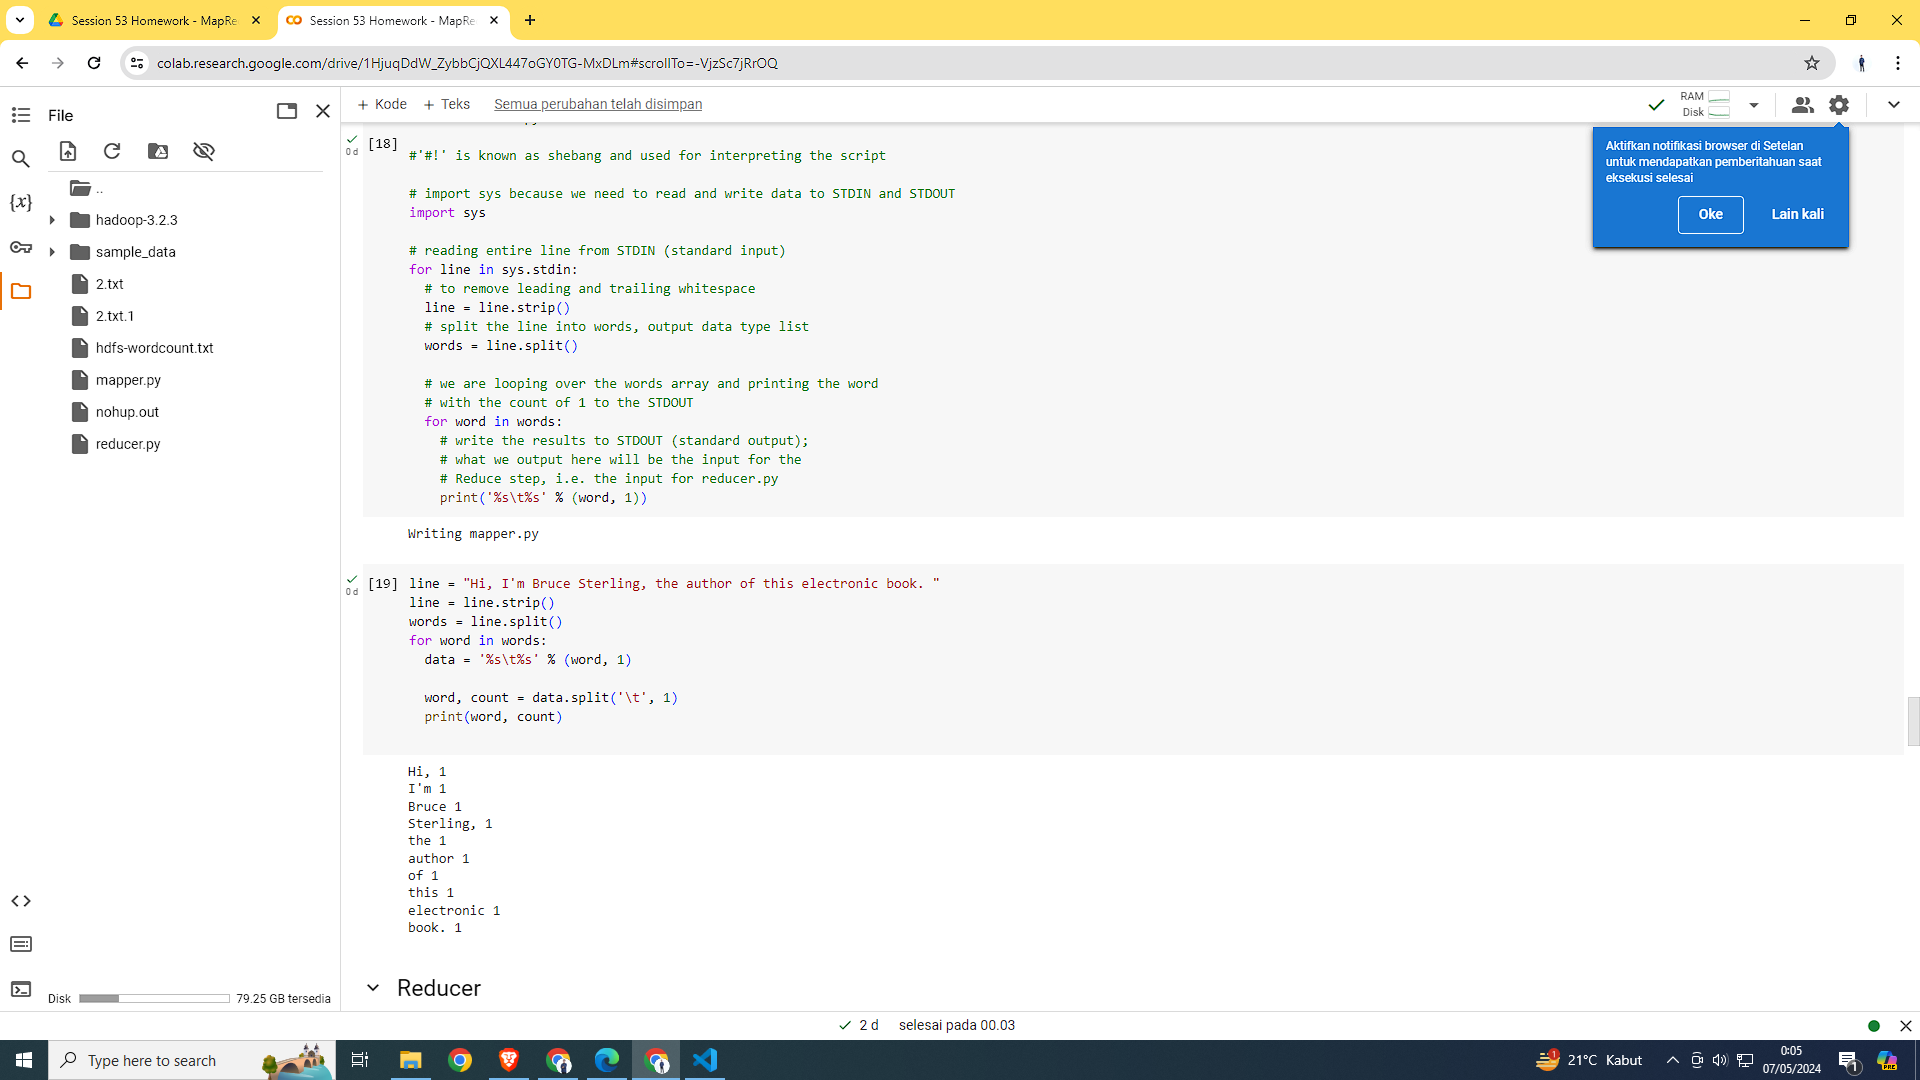 Session 53 Homework - MapRe
Session 53 Homework - MapRe
colab.research.google.com/drive/1HjuqDdW_ZybbCjQXL447oGY0TG-MxDLm#scrollTo=-VjzSc7jRrOQ
File
+ Kode + Teks Semua perubahan telah disimpan
RAM
Disk
Aktifkan notifikasi browser di Setelan
untuk mendapatkan pemberitahuan saat
eksekusi selesai
Oke Lain kali
..
hadoop-3.2.3
sample_data
2.txt
2.txt.1
hdfs-wordcount.txt
mapper.py
nohup.out
reducer.py
{x}
Disk 79.25 GB tersedia
[18]
0 d
#'#!' is known as shebang and used for interpreting the script
# import sys because we need to read and write data to STDIN and STDOUT
import sys
# reading entire line from STDIN (standard input)
for line in sys.stdin:
# to remove leading and trailing whitespace
line = line.strip()
# split the line into words, output data type list
words = line.split()
# we are looping over the words array and printing the word
# with the count of 1 to the STDOUT
for word in words:
# write the results to STDOUT (standard output);
# what we output here will be the input for the
# Reduce step, i.e. the input for reducer.py
print('%s\t%s' % (word, 1))
Writing mapper.py
[19] line = "Hi, I'm Bruce Sterling, the author of this electronic book. "
0 d
line = line.strip()
words = line.split()
for word in words:
data = '%s\t%s' % (word, 1)
word, count = data.split('\t', 1)
print(word, count)
Hi, 1
I'm 1
Bruce 1
Sterling, 1
the 1
author 1
of 1
this 1
electronic 1
book. 1
Reducer
2 d selesai pada 00.03
Type here to search
21°C Kabut
0:05
07/05/2024